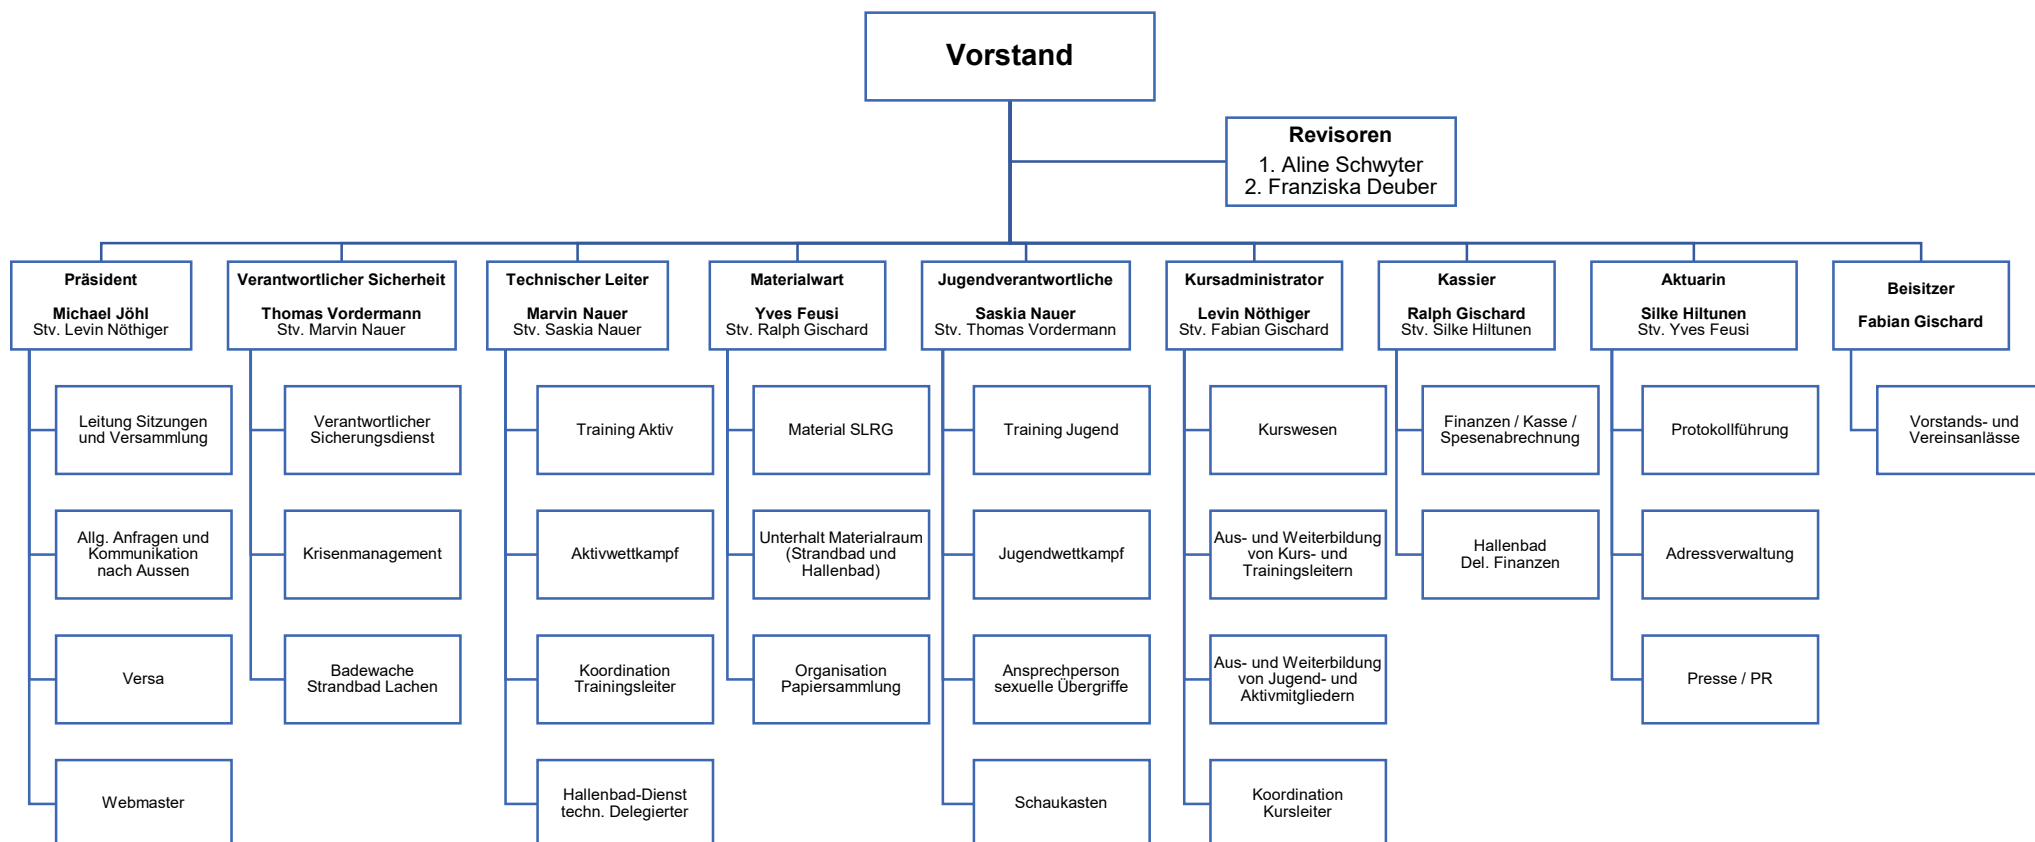 Vorstand
Revisoren
1. Aline Schwyter
2. Franziska Deuber
Präsident
Michael Jöhl
Stv. Levin Nöthiger
Verantwortlicher Sicherheit
Thomas Vordermann
Stv. Marvin Nauer
Technischer Leiter
Marvin Nauer
Stv. Saskia Nauer
Materialwart
Yves Feusi
Stv. Ralph Gischard
Jugendverantwortliche
Saskia Nauer
Stv. Thomas Vordermann
Kursadministrator
Levin Nöthiger
Stv. Fabian Gischard
Kassier
Ralph Gischard
Stv. Silke Hiltunen
Aktuarin
Silke Hiltunen
Stv. Yves Feusi
Beisitzer
Fabian Gischard
Leitung Sitzungen
und Versammlung
Allg. Anfragen und
Kommunikation
nach Aussen
Versa
Webmaster
Verantwortlicher
Sicherungsdienst
Krisenmanagement
Badewache
Strandbad Lachen
Training Aktiv
Aktivwettkampf
Koordination
Trainingsleiter
Hallenbad-Dienst
techn. Delegierter
Material SLRG
Unterhalt Materialraum
(Strandbad und
Hallenbad)
Organisation
Papiersammlung
Training Jugend
Jugendwettkampf
Ansprechperson
sexuelle Übergriffe
Schaukasten
Kurswesen
Aus- und Weiterbildung
von Kurs- und
Trainingsleitern
Aus- und Weiterbildung
von Jugend- und
Aktivmitgliedern
Koordination
Kursleiter
Finanzen / Kasse /
Spesenabrechnung
Hallenbad
Del. Finanzen
Protokollführung
Adressverwaltung
Presse / PR
Vorstands- und
Vereinsanlässe